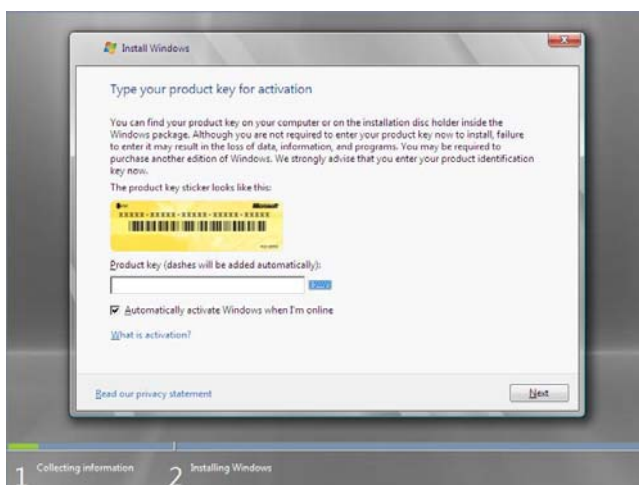 Install Windows
Type your product key for activation
You can find your product key on your computer or on the installation disc holder inside the
Windows package. Although you are not required to enter your product key now to install, failure
to enter it may result in the loss of data, information, and programs. You may be required to
purchase another edition of Windows. We strongly advise that you enter your product identification
key now.
The product key sticker looks like this:
Microsoft
XXXXX-XXXXX-XXXXX-XXXXX-XXXXX
Product key (dashes will be added automatically):
Automatically activate Windows when I'm online
What is activation?
Read our privacy statement
Next
1 Collecting information 2 Installing Windows